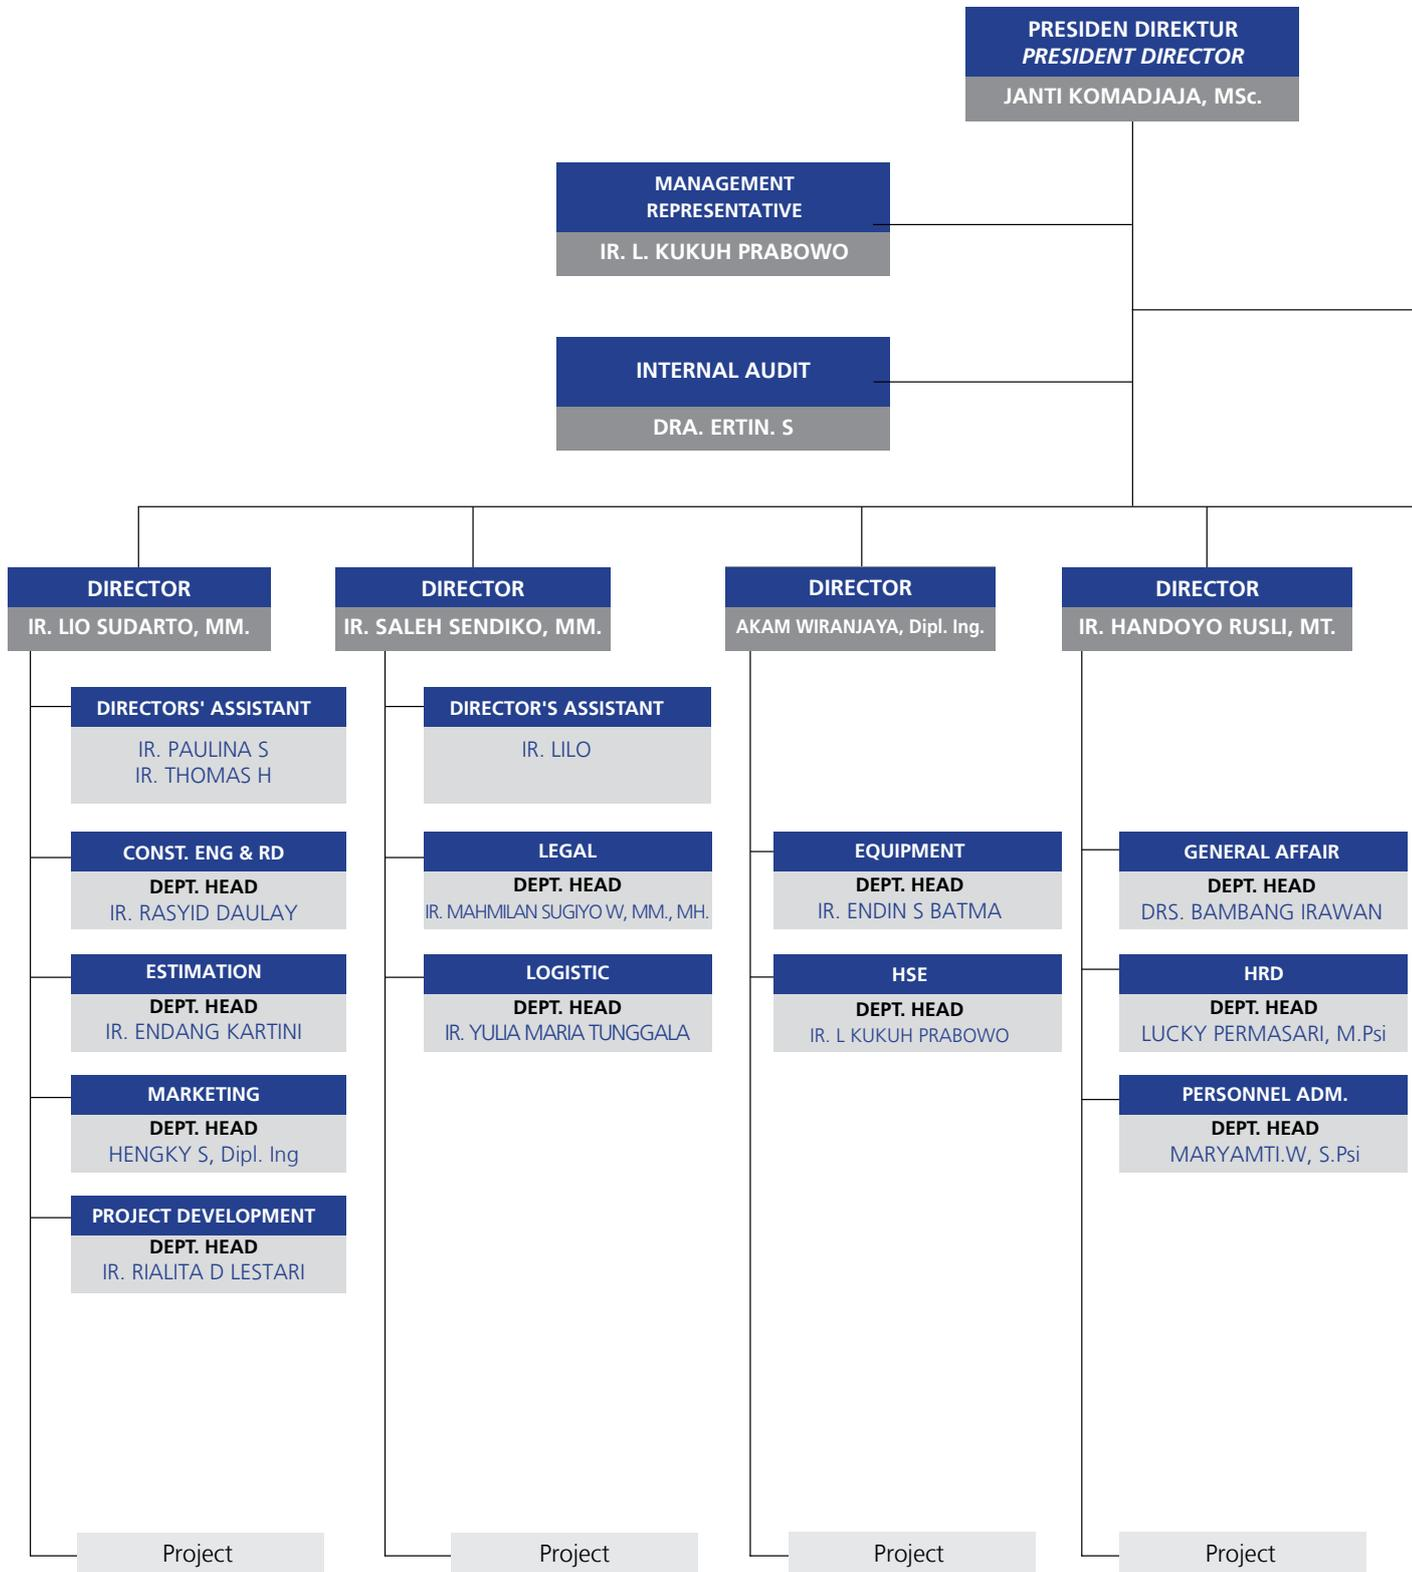 PRESIDEN DIREKTUR
PRESIDENT DIRECTOR
JANTI KOMADJAJA, MSc.
MANAGEMENT
REPRESENTATIVE
IR. L. KUKUH PRABOWO
INTERNAL AUDIT
DRA. ERTIN. S
DIRECTOR
IR. LIO SUDARTO, MM.
DIRECTORS' ASSISTANT
IR. PAULINA S
IR. THOMAS H
CONST. ENG & RD
DEPT. HEAD
IR. RASYID DAULAY
ESTIMATION
DEPT. HEAD
IR. ENDANG KARTINI
MARKETING
DEPT. HEAD
HENGKY S, Dipl. Ing
PROJECT DEVELOPMENT
DEPT. HEAD
IR. RIALITA D LESTARI
Project
DIRECTOR
IR. SALEH SENDIKO, MM.
DIRECTOR'S ASSISTANT
IR. LILO
LEGAL
DEPT. HEAD
IR. MAHMILAN SUGIYO W, MM., MH.
LOGISTIC
DEPT. HEAD
IR. YULIA MARIA TUNGGALA
Project
DIRECTOR
AKAM WIRANJAYA, Dipl. Ing.
EQUIPMENT
DEPT. HEAD
IR. ENDIN S BATMA
HSE
DEPT. HEAD
IR. L KUKUH PRABOWO
Project
DIRECTOR
IR. HANDOYO RUSLI, MT.
GENERAL AFFAIR
DEPT. HEAD
DRS. BAMBANG IRAWAN
HRD
DEPT. HEAD
LUCKY PERMASARI, M.Psi
PERSONNEL ADM.
DEPT. HEAD
MARYAMTI.W, S.Psi
Project